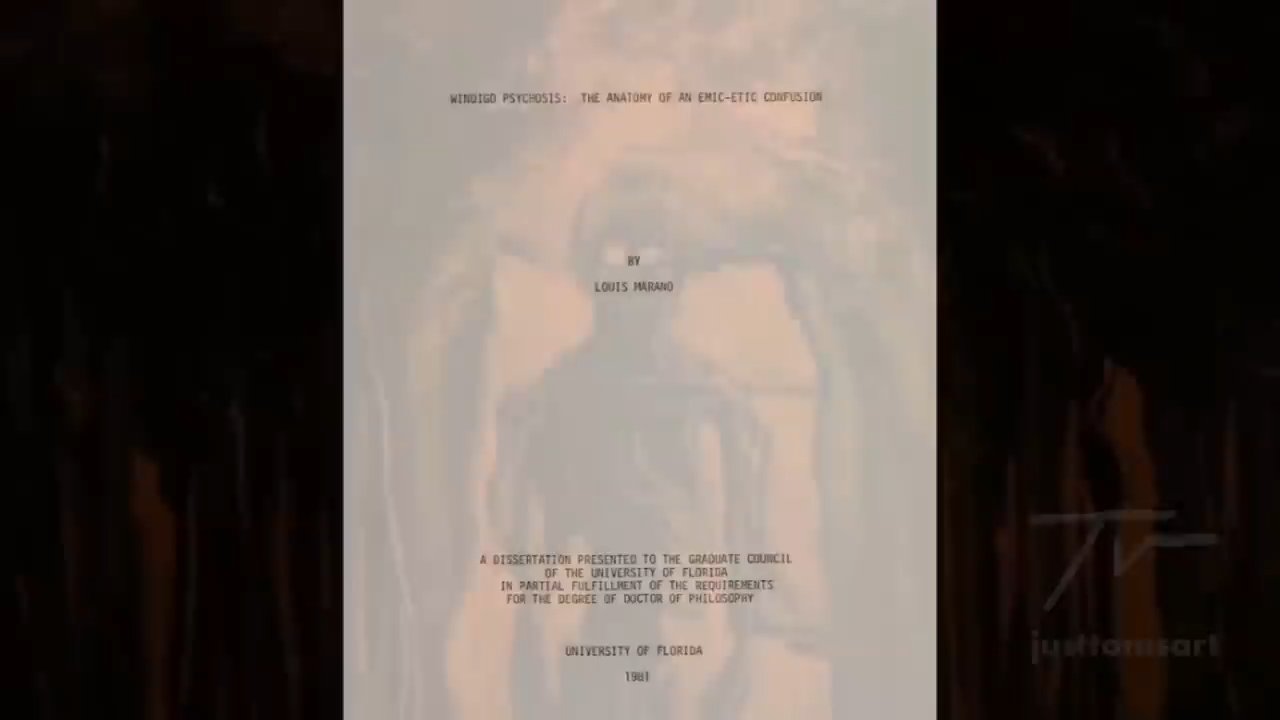 WINDIGO PSYCHOSIS: THE ANATOMY OF AN EMIC-ETIC CONFUSION
BY
LOUIS MARANO
A DISSERTATION PRESENTED TO THE GRADUATE COUNCIL
OF THE UNIVERSITY OF FLORIDA
IN PARTIAL FULFILLMENT OF THE REQUIREMENTS
FOR THE DEGREE OF DOCTOR OF PHILOSOPHY
UNIVERSITY OF FLORIDA
1981
justtomsart